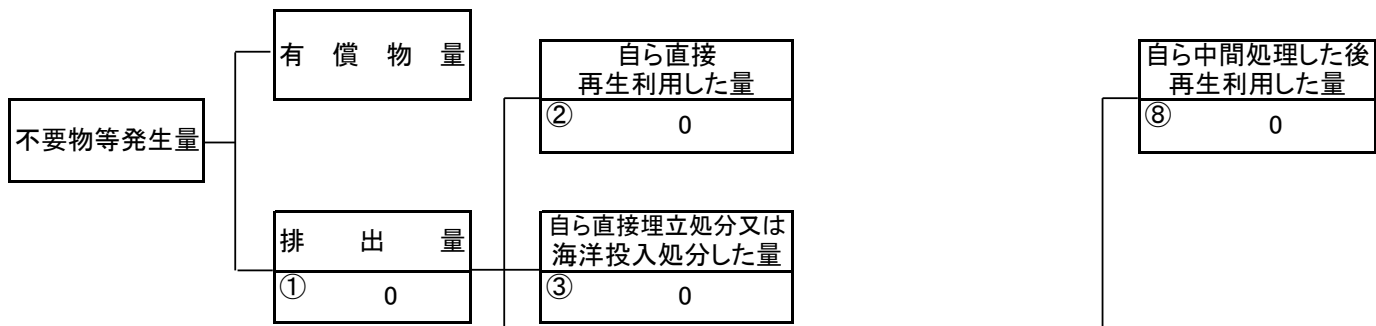 不要物等発生量
有償物量
排出量
① 0
自ら直接
再生利用した量
② 0
自ら直接埋立処分又は
海洋投入処分した量
③ 0
自ら中間処理した後
再生利用した量
⑧ 0